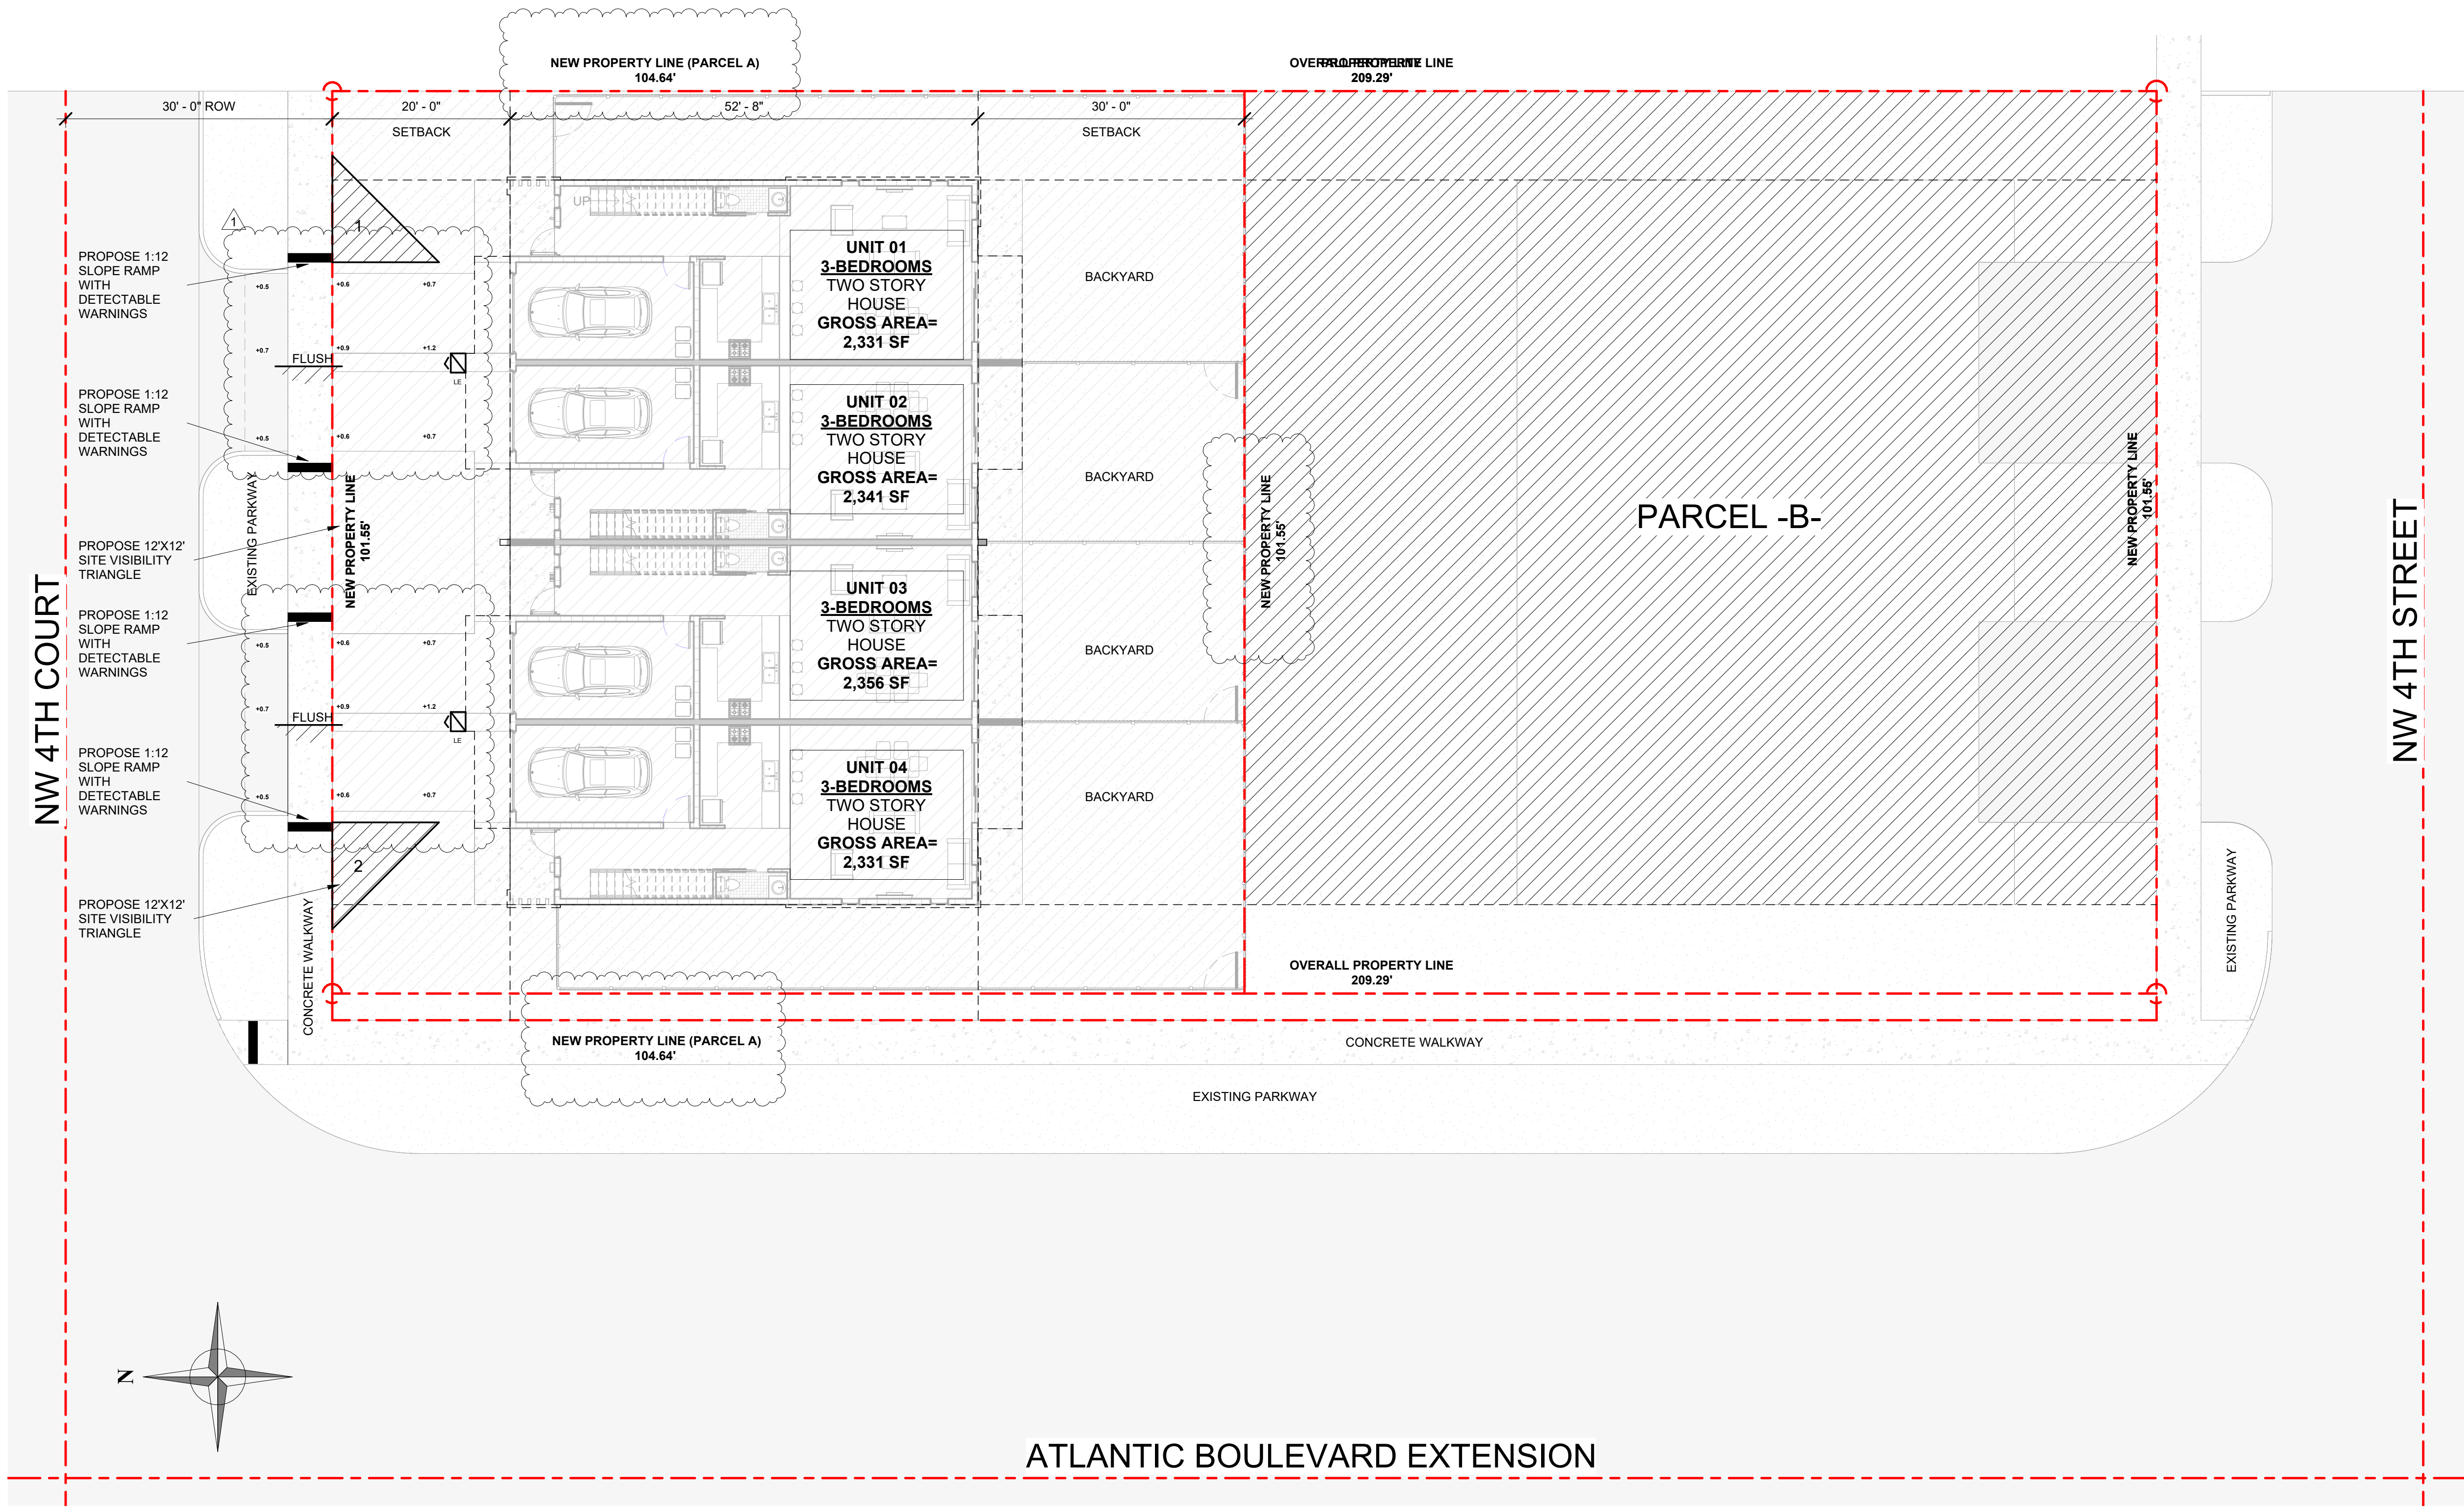 NEW PROPERTY LINE (PARCEL A)
104.64'
OVERALL PROPERTY LINE
209.29'
30' - 0" ROW
20' - 0"
52' - 8"
30' - 0"
SETBACK
SETBACK
1
1
UP
PROPOSE 1:12
SLOPE RAMP
WITH
DETECTABLE
WARNINGS
+0.5
+0.6
+0.7
UNIT 01
3-BEDROOMS
TWO STORY
HOUSE
GROSS AREA=
2,331 SF
BACKYARD
+0.7
+0.9
+1.2
FLUSH
LE
PROPOSE 1:12
SLOPE RAMP
WITH
DETECTABLE
WARNINGS
+0.5
+0.6
+0.7
UNIT 02
3-BEDROOMS
TWO STORY
HOUSE
GROSS AREA=
2,341 SF
BACKYARD
EXISTING PARKWAY
NEW PROPERTY LINE
101.55'
NEW PROPERTY LINE
101.55'
PARCEL -B-
NEW PROPERTY LINE
101.55'
PROPOSE 12'X12'
SITE VISIBILITY
TRIANGLE
NW 4TH COURT
NW 4TH STREET
PROPOSE 1:12
SLOPE RAMP
WITH
DETECTABLE
WARNINGS
+0.5
+0.6
+0.7
UNIT 03
3-BEDROOMS
TWO STORY
HOUSE
GROSS AREA=
2,356 SF
BACKYARD
+0.7
+0.9
+1.2
FLUSH
LE
PROPOSE 1:12
SLOPE RAMP
WITH
DETECTABLE
WARNINGS
+0.5
+0.6
+0.7
UNIT 04
3-BEDROOMS
TWO STORY
HOUSE
GROSS AREA=
2,331 SF
BACKYARD
2
PROPOSE 12'X12'
SITE VISIBILITY
TRIANGLE
CONCRETE WALKWAY
EXISTING PARKWAY
OVERALL PROPERTY LINE
209.29'
NEW PROPERTY LINE (PARCEL A)
104.64'
CONCRETE WALKWAY
EXISTING PARKWAY
N
ATLANTIC BOULEVARD EXTENSION